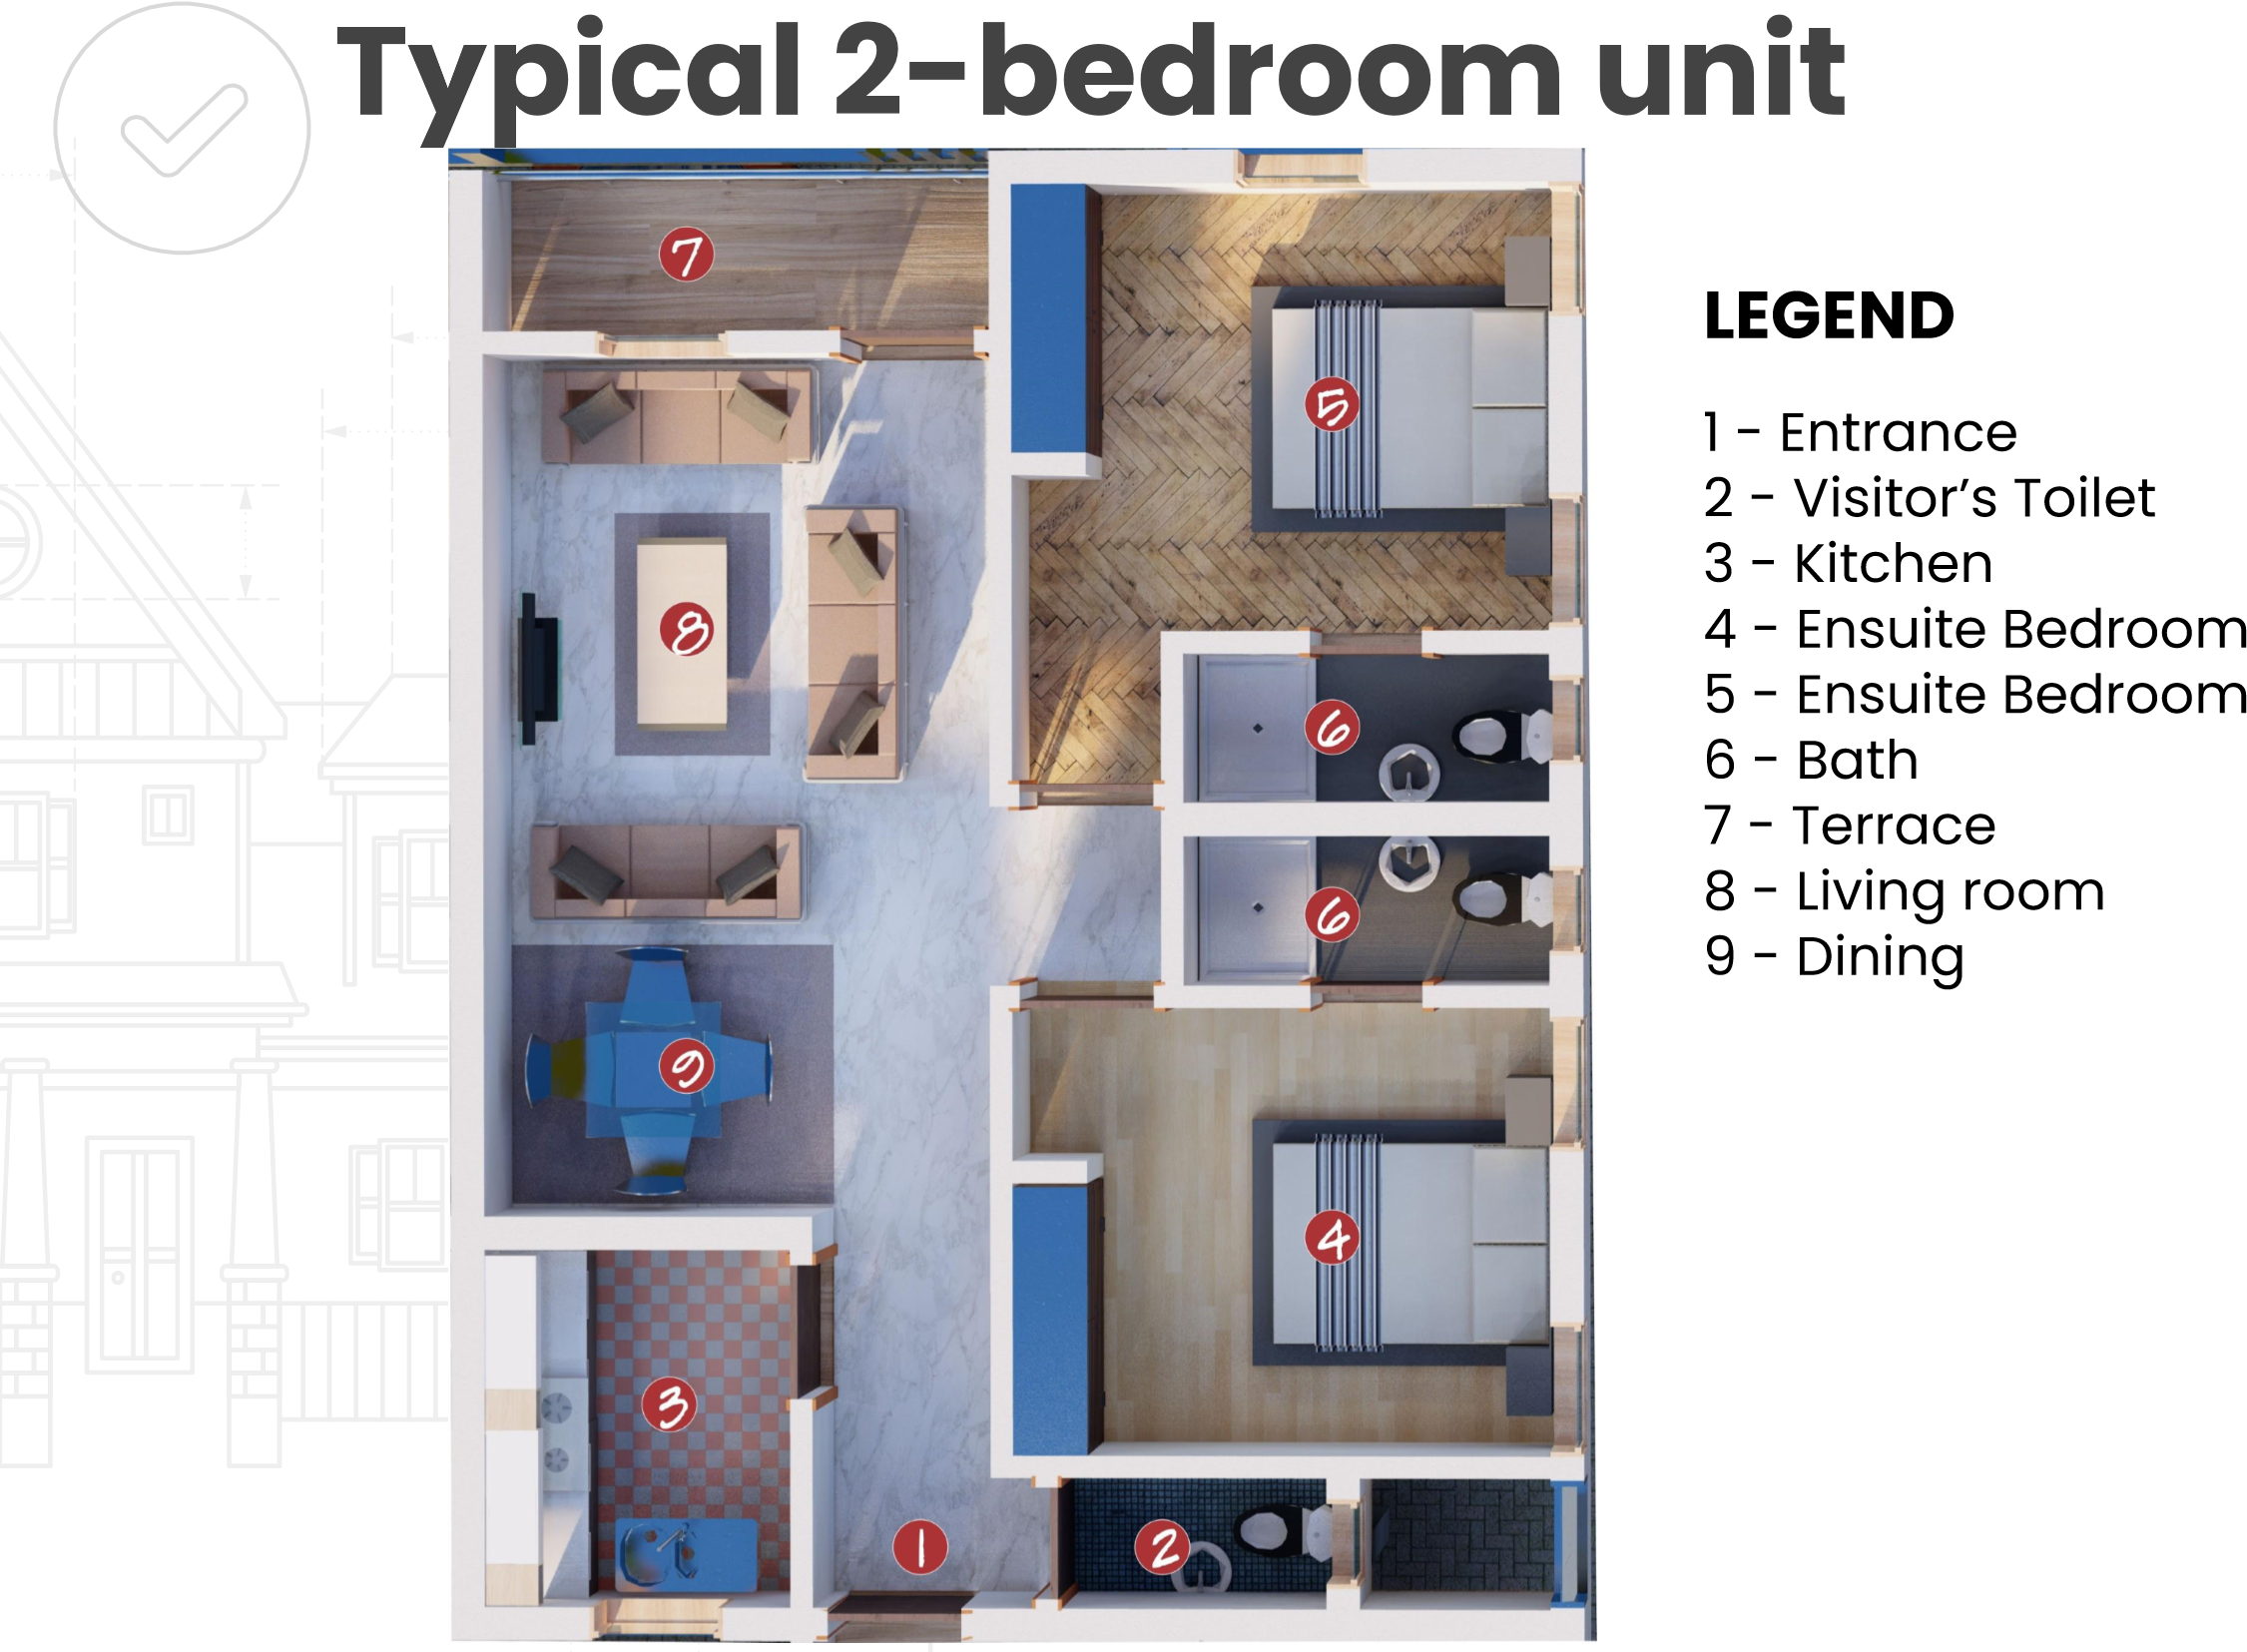 Typical 2-bedroom unit
7
5
LEGEND
1 - Entrance
2 - Visitor's Toilet
3 - Kitchen
4 - Ensuite Bedroom
5 - Ensuite Bedroom
6 - Bath
7 - Terrace
8 - Living room
9 - Dining
8
6
6
9
4
3
1
2